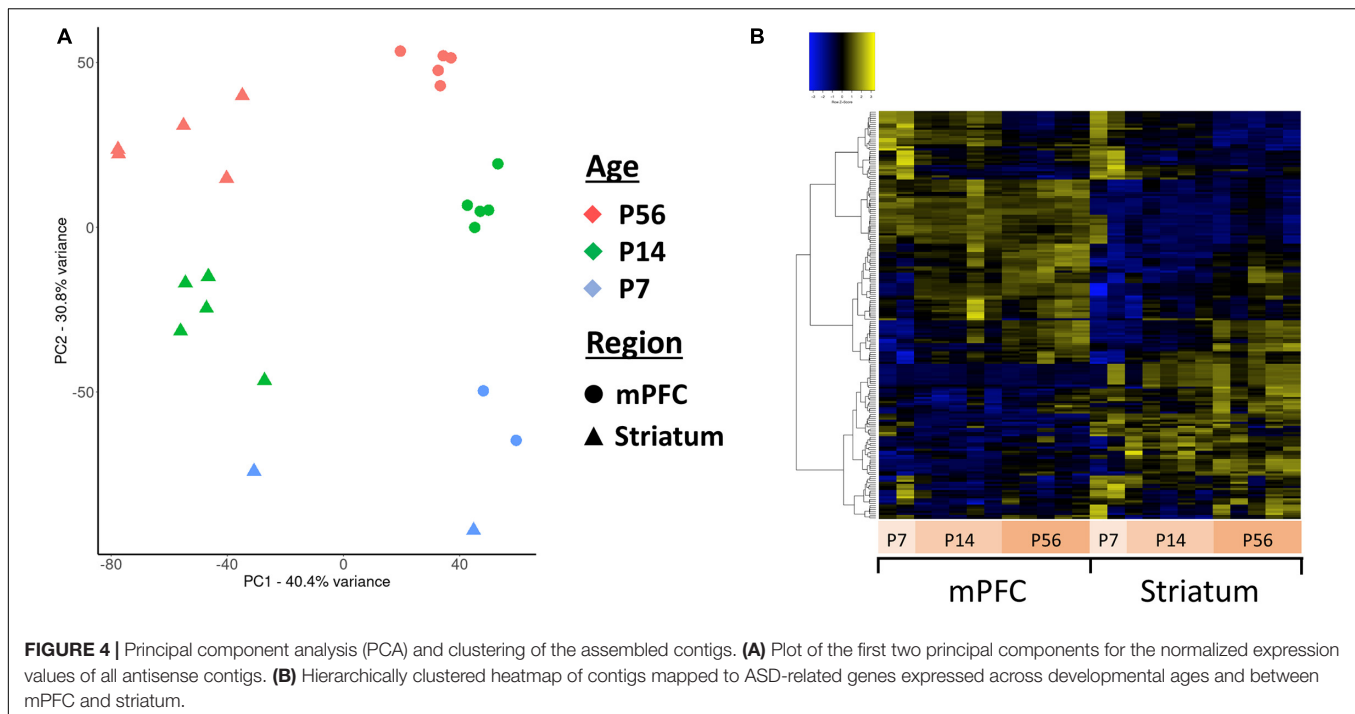 A
50
0
-50
PC2 - 30.8% variance
-80
-40
0
40
PC1 - 40.4% variance
Age
P56
P14
P7
Region
mPFC
Striatum
B
Row Z-Score
P7
P14
P56
P7
P14
P56
mPFC
Striatum
FIGURE 4 | Principal component analysis (PCA) and clustering of the assembled contigs. (A) Plot of the first two principal components for the normalized expression
values of all antisense contigs. (B) Hierarchically clustered heatmap of contigs mapped to ASD-related genes expressed across developmental ages and between
mPFC and striatum.